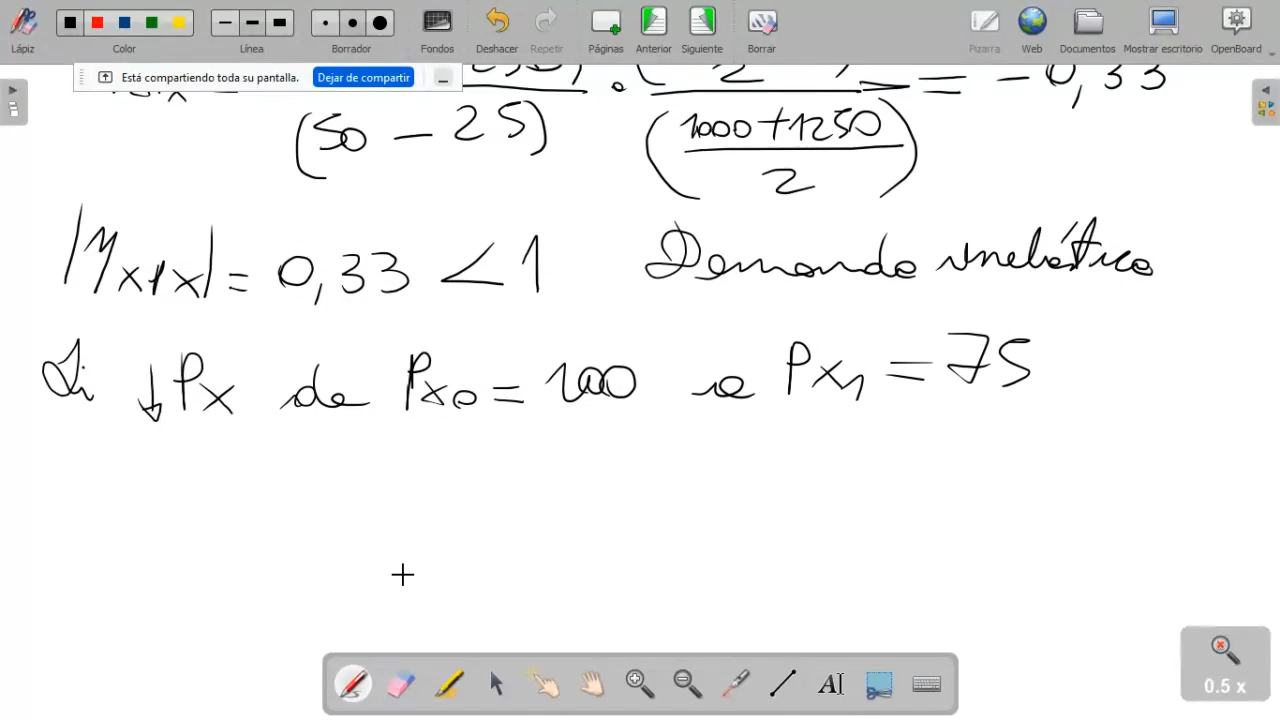 Lápiz Color Línea Borrador Fondos Deshacer Repetir Páginas Anterior Siguiente Borrar Pizarra Web Documentos Mostrar escritorio OpenBoard
Está compartiendo toda su pantalla. Dejar de compartir
= - 0,33
(50 - 25) (1000+1250
2)
|ηxPx| = 0,33 < 1 Demanda inelástica
Si ↓Px de Px0 = 100 a Px1 = 75
0.5 x